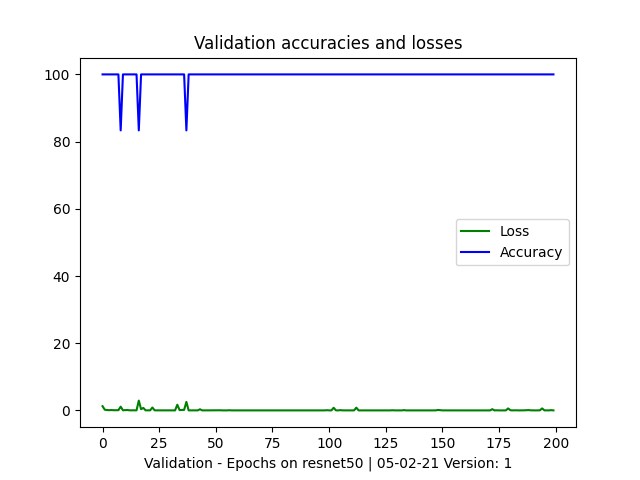 Validation accuracies and losses
100
80
60
40
20
0
Loss
Accuracy
0 25 50 75 100 125 150 175 200
Validation - Epochs on resnet50 | 05-02-21 Version: 1